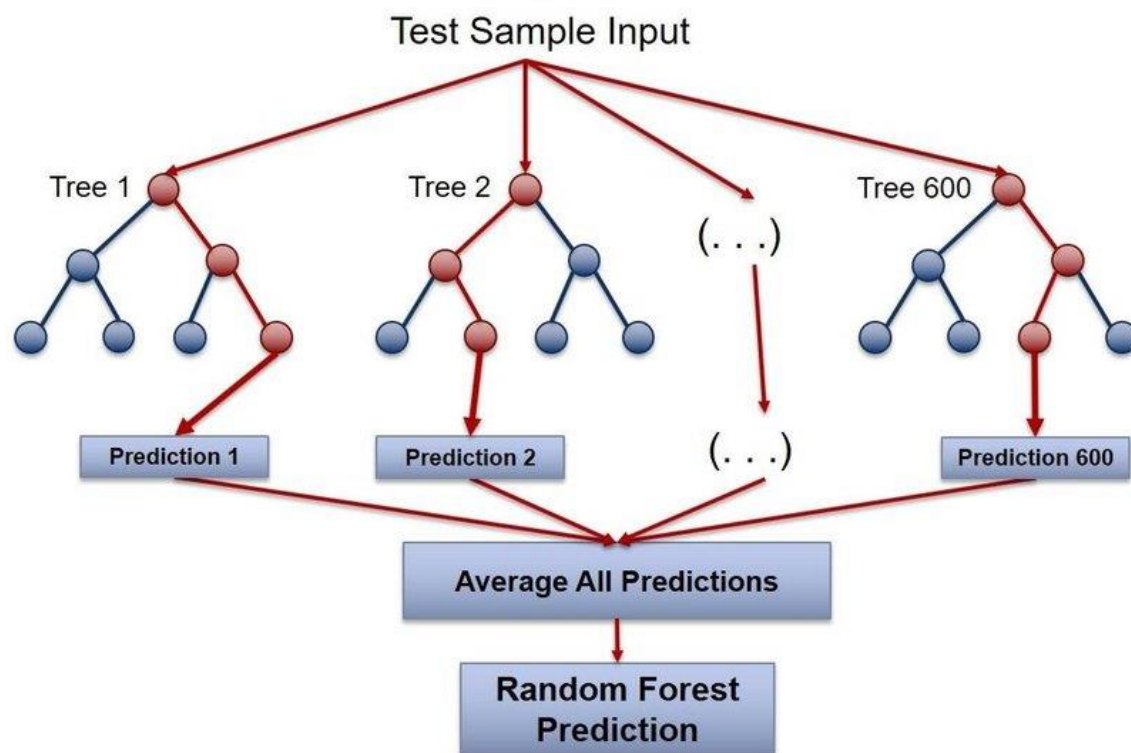 Test Sample Input
Tree 1
Tree 2
(. . .)
Tree 600
Prediction 1
Prediction 2
(. . .)
Prediction 600
Average All Predictions
Random Forest
Prediction